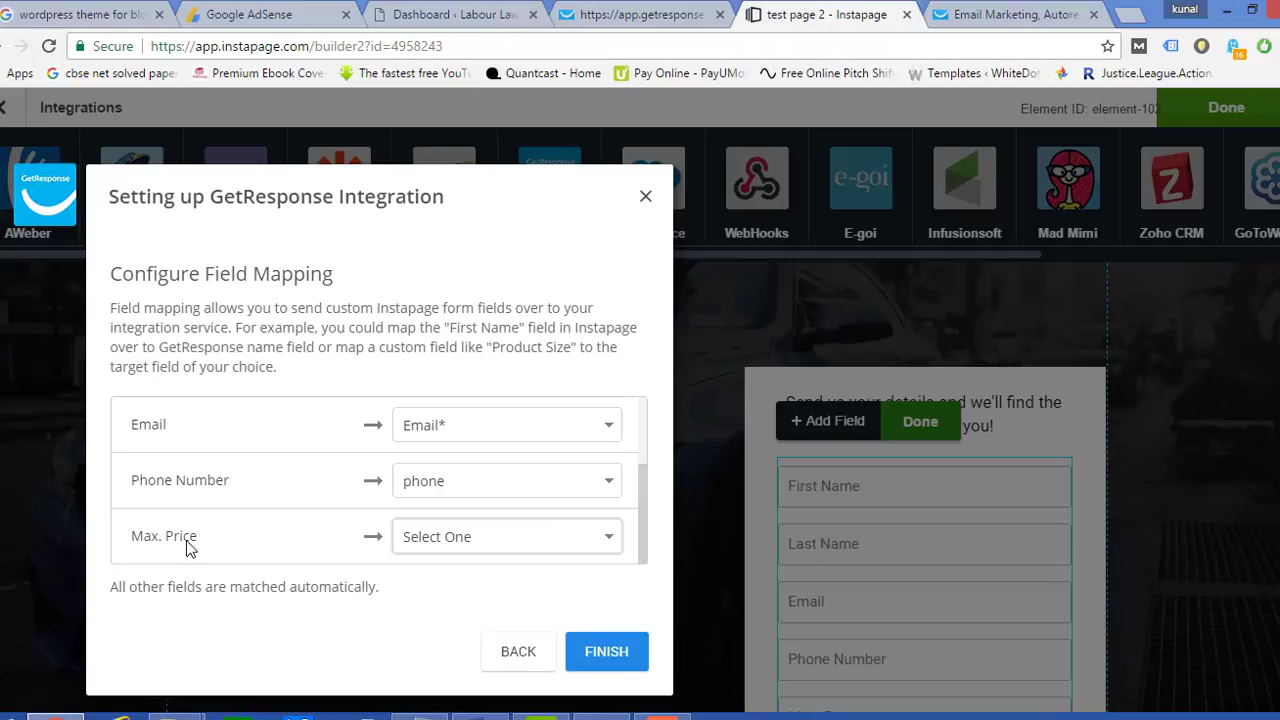 wordpress theme for blo
Google AdSense
Dashboard ‹ Labour Law
https://app.getresponse
test page 2 - Instapage
Email Marketing, Autore
kunal
Secure
https://app.instapage.com/builder2?id=4958243
16
Apps
cbse net solved pape
Premium Ebook Cove
The fastest free YouTu
Quantcast - Home
Pay Online - PayUMo
Free Online Pitch Shift
Templates ‹ WhiteDo
Justice.League.Action
Integrations
Element ID: element-102
Done
GetResponse
AWeber
WebHooks
e-goi
E-goi
Infusionsoft
Mad Mimi
Zoho CRM
GoToW
Setting up GetResponse Integration
Configure Field Mapping
Field mapping allows you to send custom Instapage form fields over to your
integration service. For example, you could map the "First Name" field in Instapage
over to GetResponse name field or map a custom field like "Product Size" to the
target field of your choice.
Email
Email*
Phone Number
phone
Max. Price
Select One
All other fields are matched automatically.
BACK
FINISH
Send us your details and we'll find the
you!
+ Add Field
Done
First Name
Last Name
Email
Phone Number